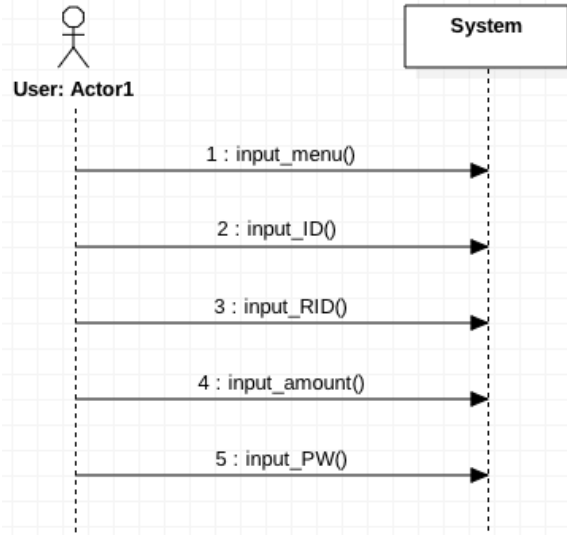 System
User: Actor1
1 : input_menu()
2 : input_ID()
3 : input_RID()
4 : input_amount()
5 : input_PW()